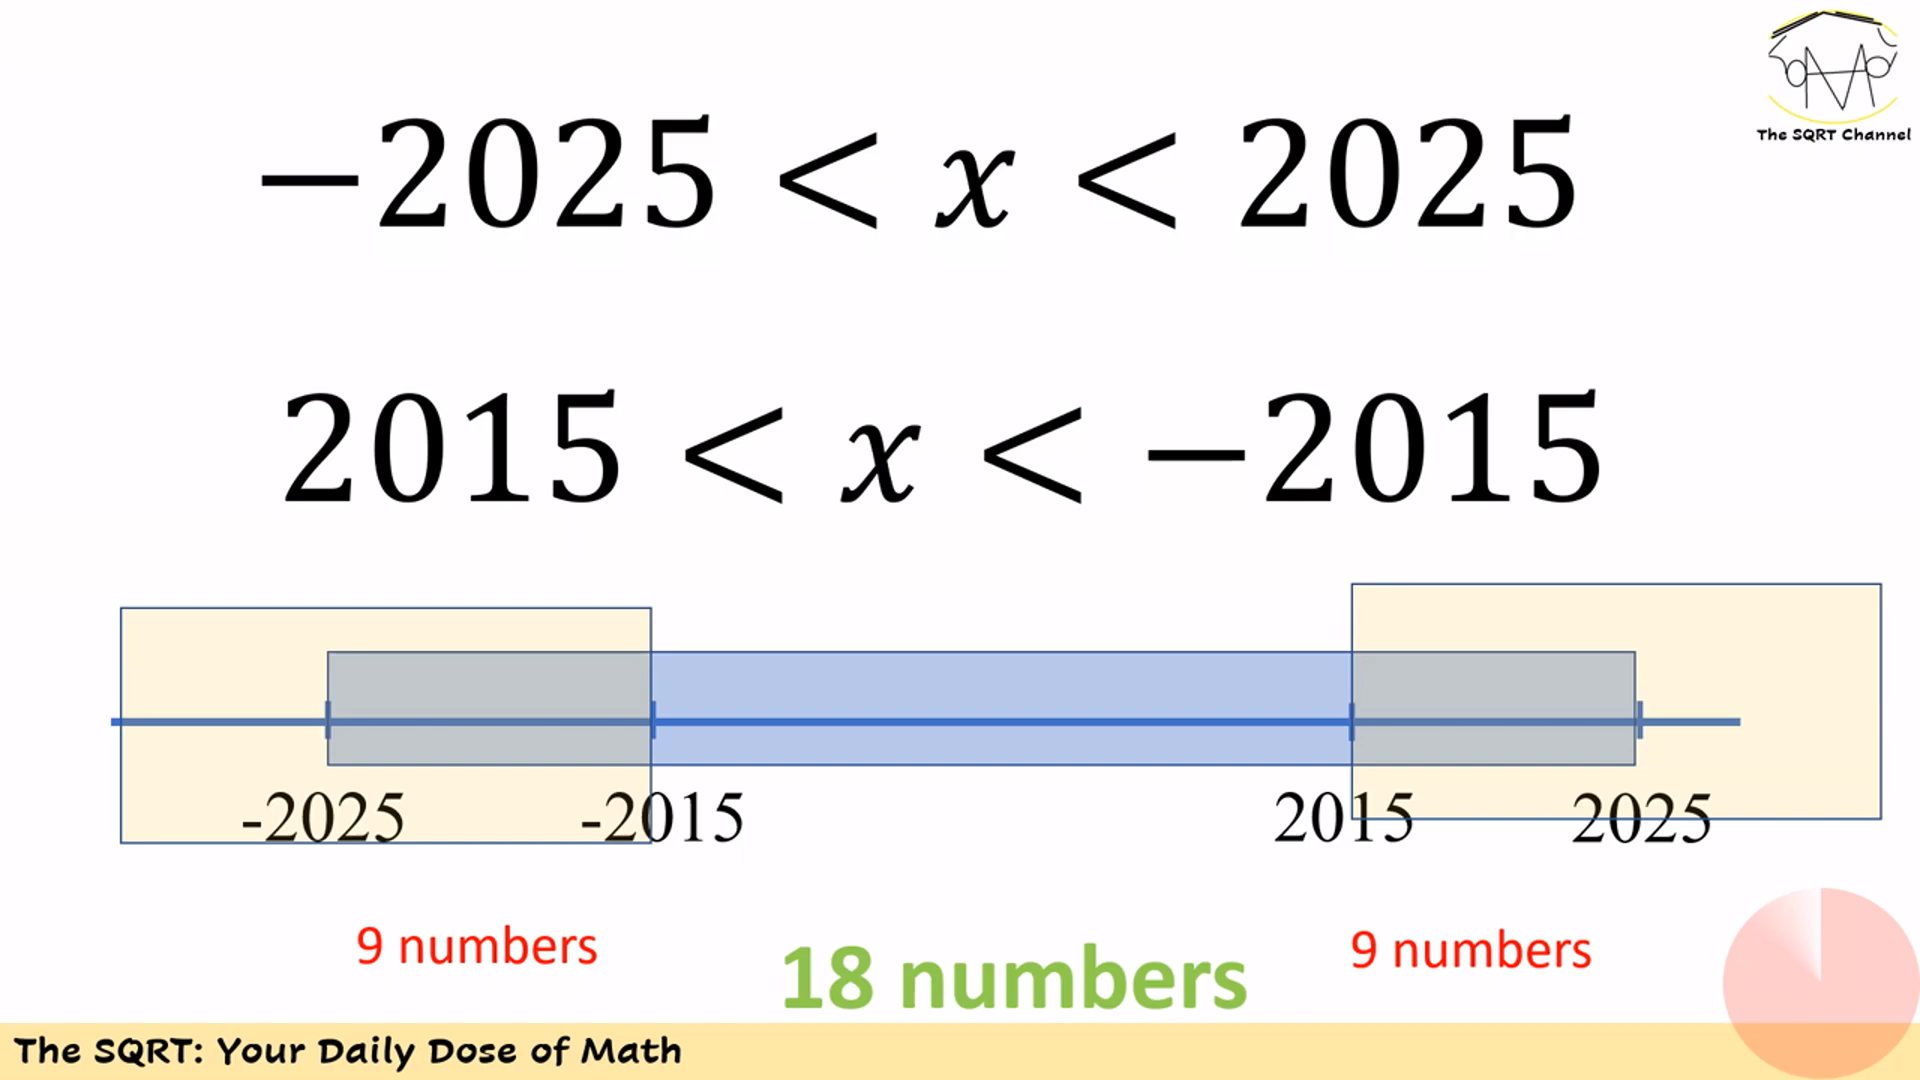 The SQRT Channel
−2025 < x < 2025
2015 < x < −2015
-2025 -2015 2015 2025
9 numbers 18 numbers 9 numbers
The SQRT: Your Daily Dose of Math